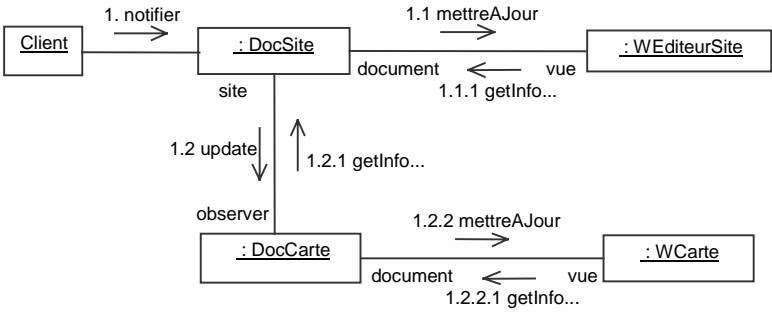 1. notifier
1.1 mettreAJour
Client
: DocSite
: WEditeurSite
document
vue
site
1.1.1 getInfo...
1.2 update
1.2.1 getInfo...
observer
1.2.2 mettreAJour
: DocCarte
: WCarte
document
vue
1.2.2.1 getInfo...